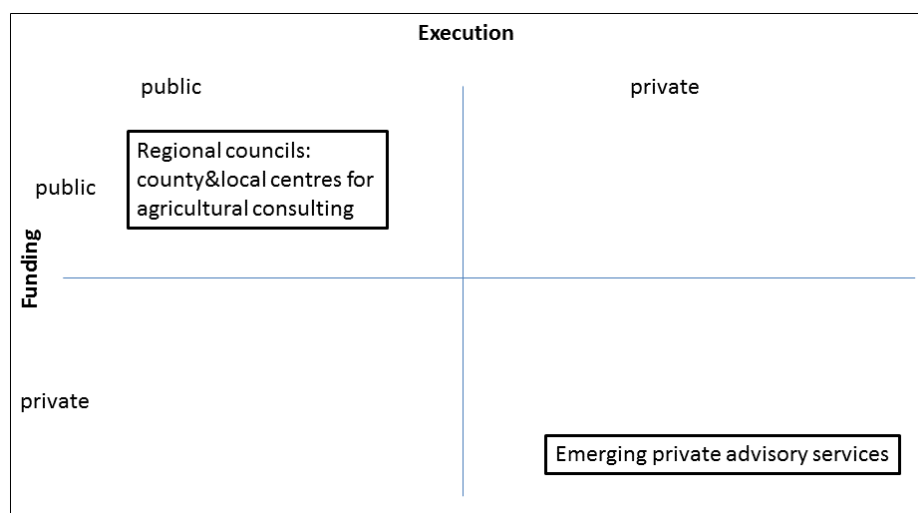 Execution
public
private
Regional councils:
county&local centres for
agricultural consulting
public
Funding
private
Emerging private advisory services